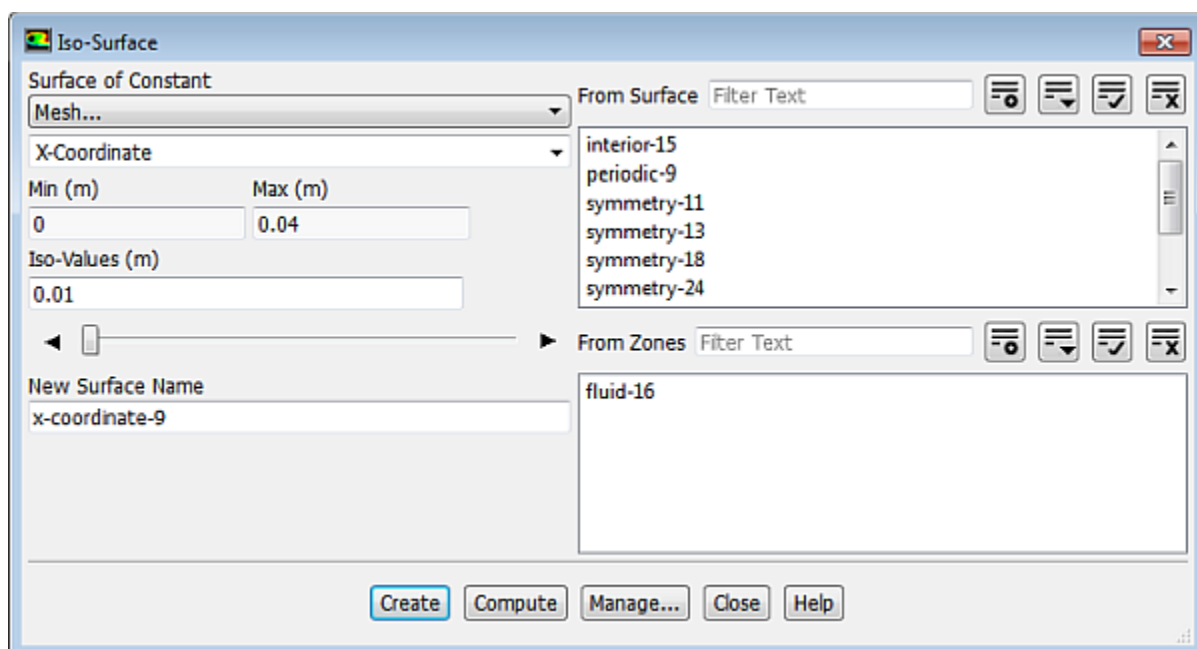 Iso-Surface
Surface of Constant
Mesh...
X-Coordinate
Min (m) Max (m)
0 0.04
Iso-Values (m)
0.01
New Surface Name
x-coordinate-9
From Surface Filter Text
interior-15
periodic-9
symmetry-11
symmetry-13
symmetry-18
symmetry-24
From Zones Filter Text
fluid-16
Create Compute Manage... Close Help